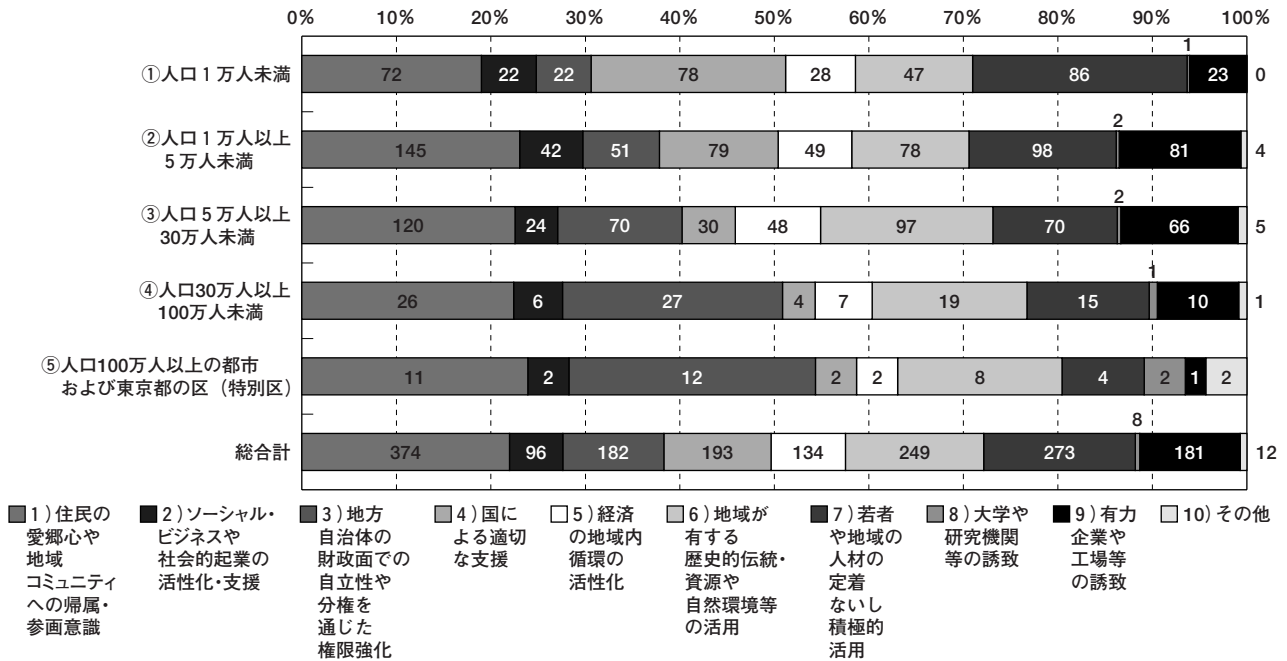 0% 10% 20% 30% 40% 50% 60% 70% 80% 90% 100%
①人口1万人未満 72 22 22 78 28 47 86 1 23 0
②人口1万人以上
5万人未満 145 42 51 79 49 78 98 2 81 4
③人口5万人以上
30万人未満 120 24 70 30 48 97 70 2 66 5
④人口30万人以上
100万人未満 26 6 27 4 7 19 15 1 10 1
⑤人口100万人以上の都市
および東京都の区（特別区） 11 2 12 2 2 8 4 2 1 2
総合計 374 96 182 193 134 249 273 8 181 12
1）住民の
愛郷心や
地域
コミュニティ
への帰属・
参画意識
2）ソーシャル・
ビジネスや
社会的起業の
活性化・支援
3）地方
自治体の
財政面での
自立性や
分権を
通じた
権限強化
4）国に
よる適切
な支援
5）経済
の地域内
循環の
活性化
6）地域が
有する
歴史的伝統・
資源や
自然環境等
の活用
7）若者
や地域の
人材の
定着
ないし
積極的
活用
8）大学や
研究機関
等の誘致
9）有力
企業や
工場等
の誘致
10）その他